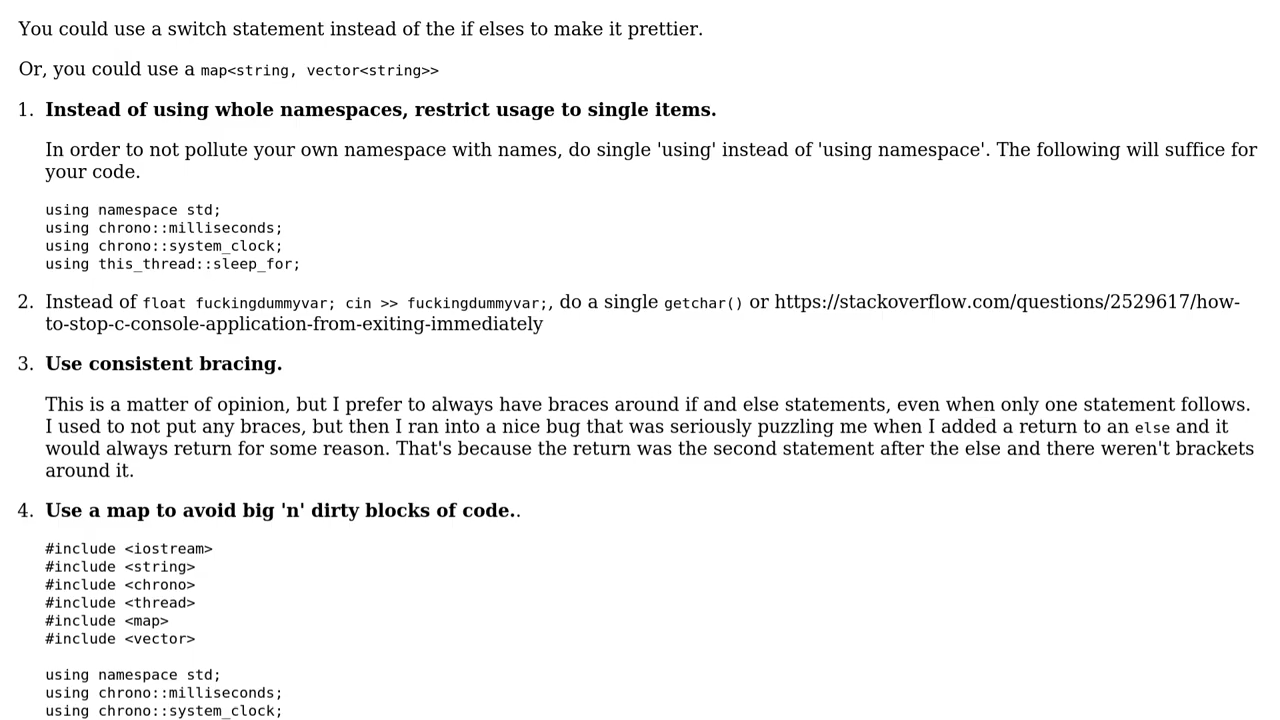 You could use a switch statement instead of the if elses to make it prettier.
Or, you could use a map<string, vector<string>>
1. Instead of using whole namespaces, restrict usage to single items.
In order to not pollute your own namespace with names, do single 'using' instead of 'using namespace'. The following will suffice for
your code.
using namespace std;
using chrono::milliseconds;
using chrono::system_clock;
using this_thread::sleep_for;
2. Instead of float fuckingdummyvar; cin >> fuckingdummyvar;, do a single getchar() or https://stackoverflow.com/questions/2529617/how-
to-stop-c-console-application-from-exiting-immediately
3. Use consistent bracing.
This is a matter of opinion, but I prefer to always have braces around if and else statements, even when only one statement follows.
I used to not put any braces, but then I ran into a nice bug that was seriously puzzling me when I added a return to an else and it
would always return for some reason. That's because the return was the second statement after the else and there weren't brackets
around it.
4. Use a map to avoid big 'n' dirty blocks of code..
#include <iostream>
#include <string>
#include <chrono>
#include <thread>
#include <map>
#include <vector>
using namespace std;
using chrono::milliseconds;
using chrono::system_clock;